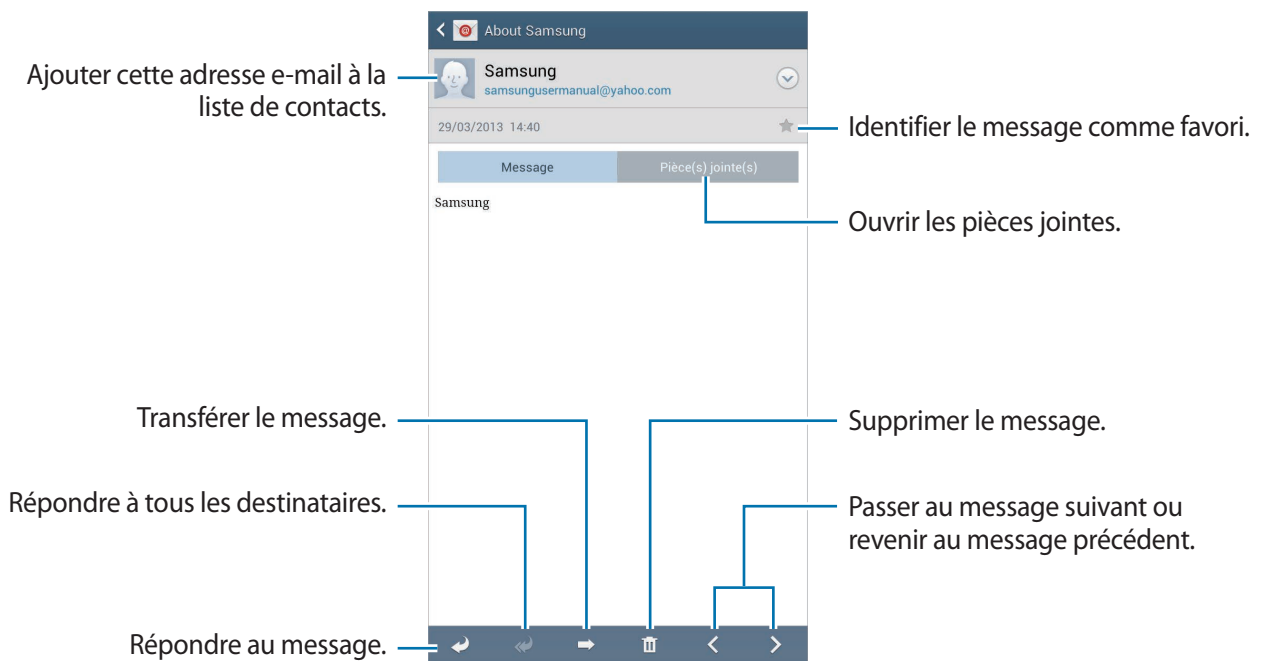 About Samsung
Ajouter cette adresse e-mail à la
liste de contacts.
Samsung
samsungusermanual@yahoo.com
29/03/2013 14:40
Identifier le message comme favori.
Message
Pièce(s) jointe(s)
Samsung
Ouvrir les pièces jointes.
Transférer le message.
Supprimer le message.
Répondre à tous les destinataires.
Passer au message suivant ou
revenir au message précédent.
Répondre au message.